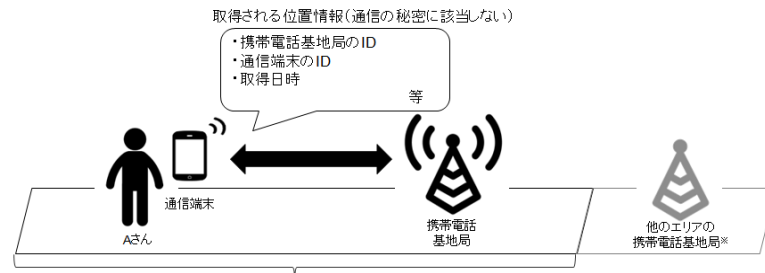 取得される位置情報(通信の秘密に該当しない)
・携帯電話基地局のID
・通信端末のID
・取得日時
等
通信端末
Aさん
携帯電話
基地局
他のエリアの
携帯電話基地局※